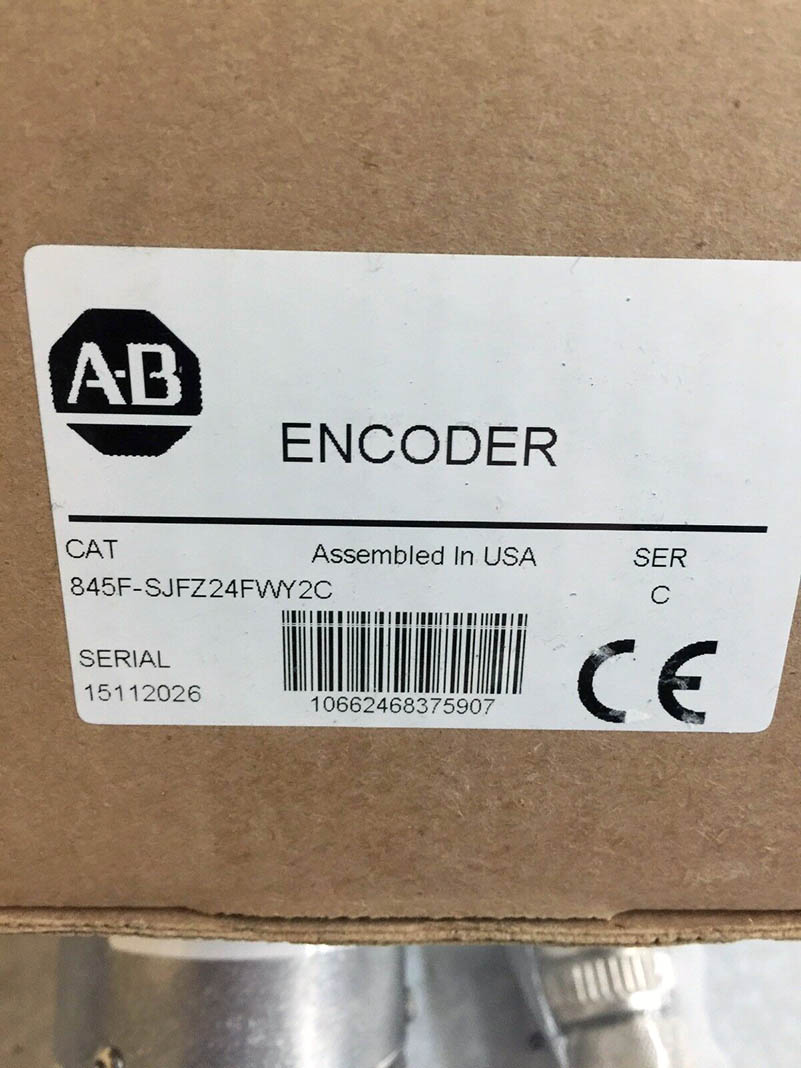 A-B
ENCODER
CAT Assembled In USA SER
845F-SJFZ24FWY2C C
SERIAL
15112026
10662468375907
CE